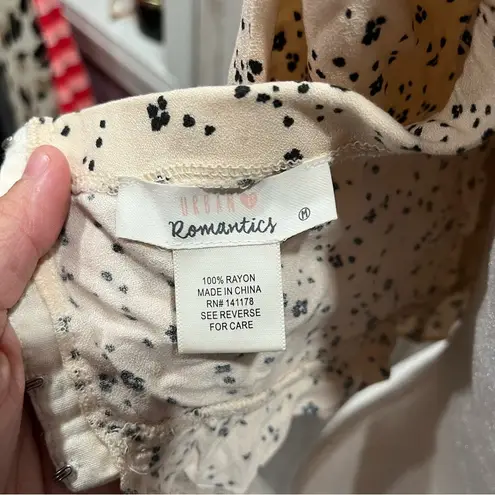 URBAN
Romantics M
100% RAYON
MADE IN CHINA
RN# 141178
SEE REVERSE
FOR CARE